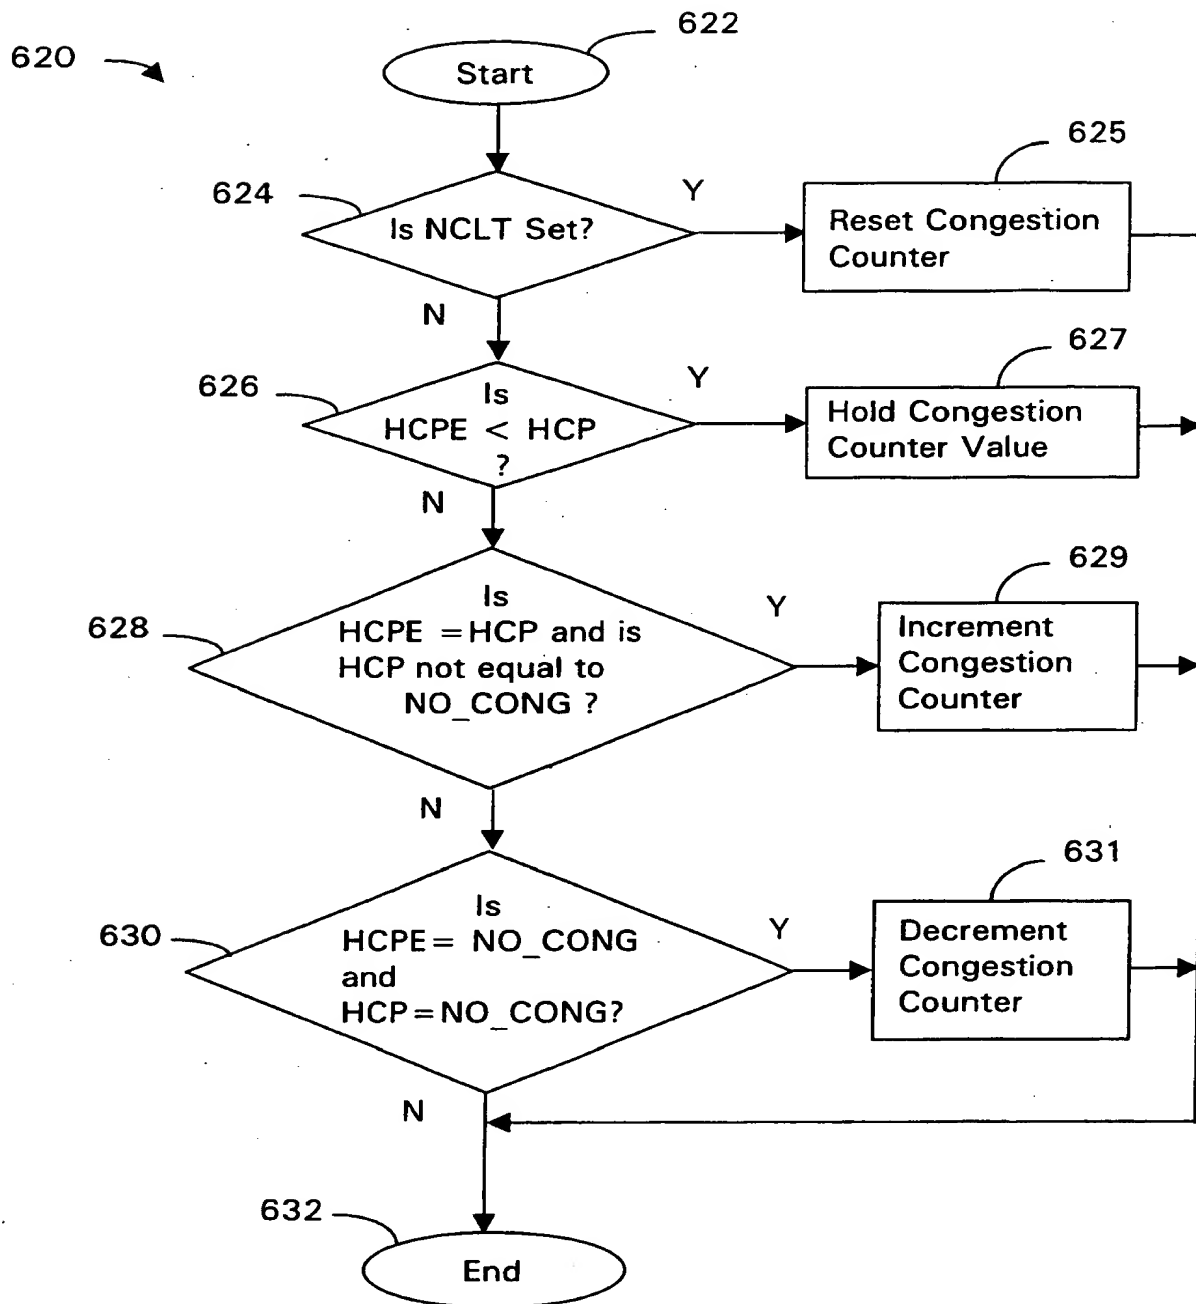 620
622
Start
624
Is NCLT Set?
Y
625
Reset Congestion
Counter
N
626
Is
HCPE < HCP
?
Y
627
Hold Congestion
Counter Value
N
628
Is
HCPE =HCP and is
HCP not equal to
NO_CONG ?
Y
629
Increment
Congestion
Counter
N
630
Is
HCPE= NO_CONG
and
HCP=NO_CONG?
Y
631
Decrement
Congestion
Counter
N
632
End